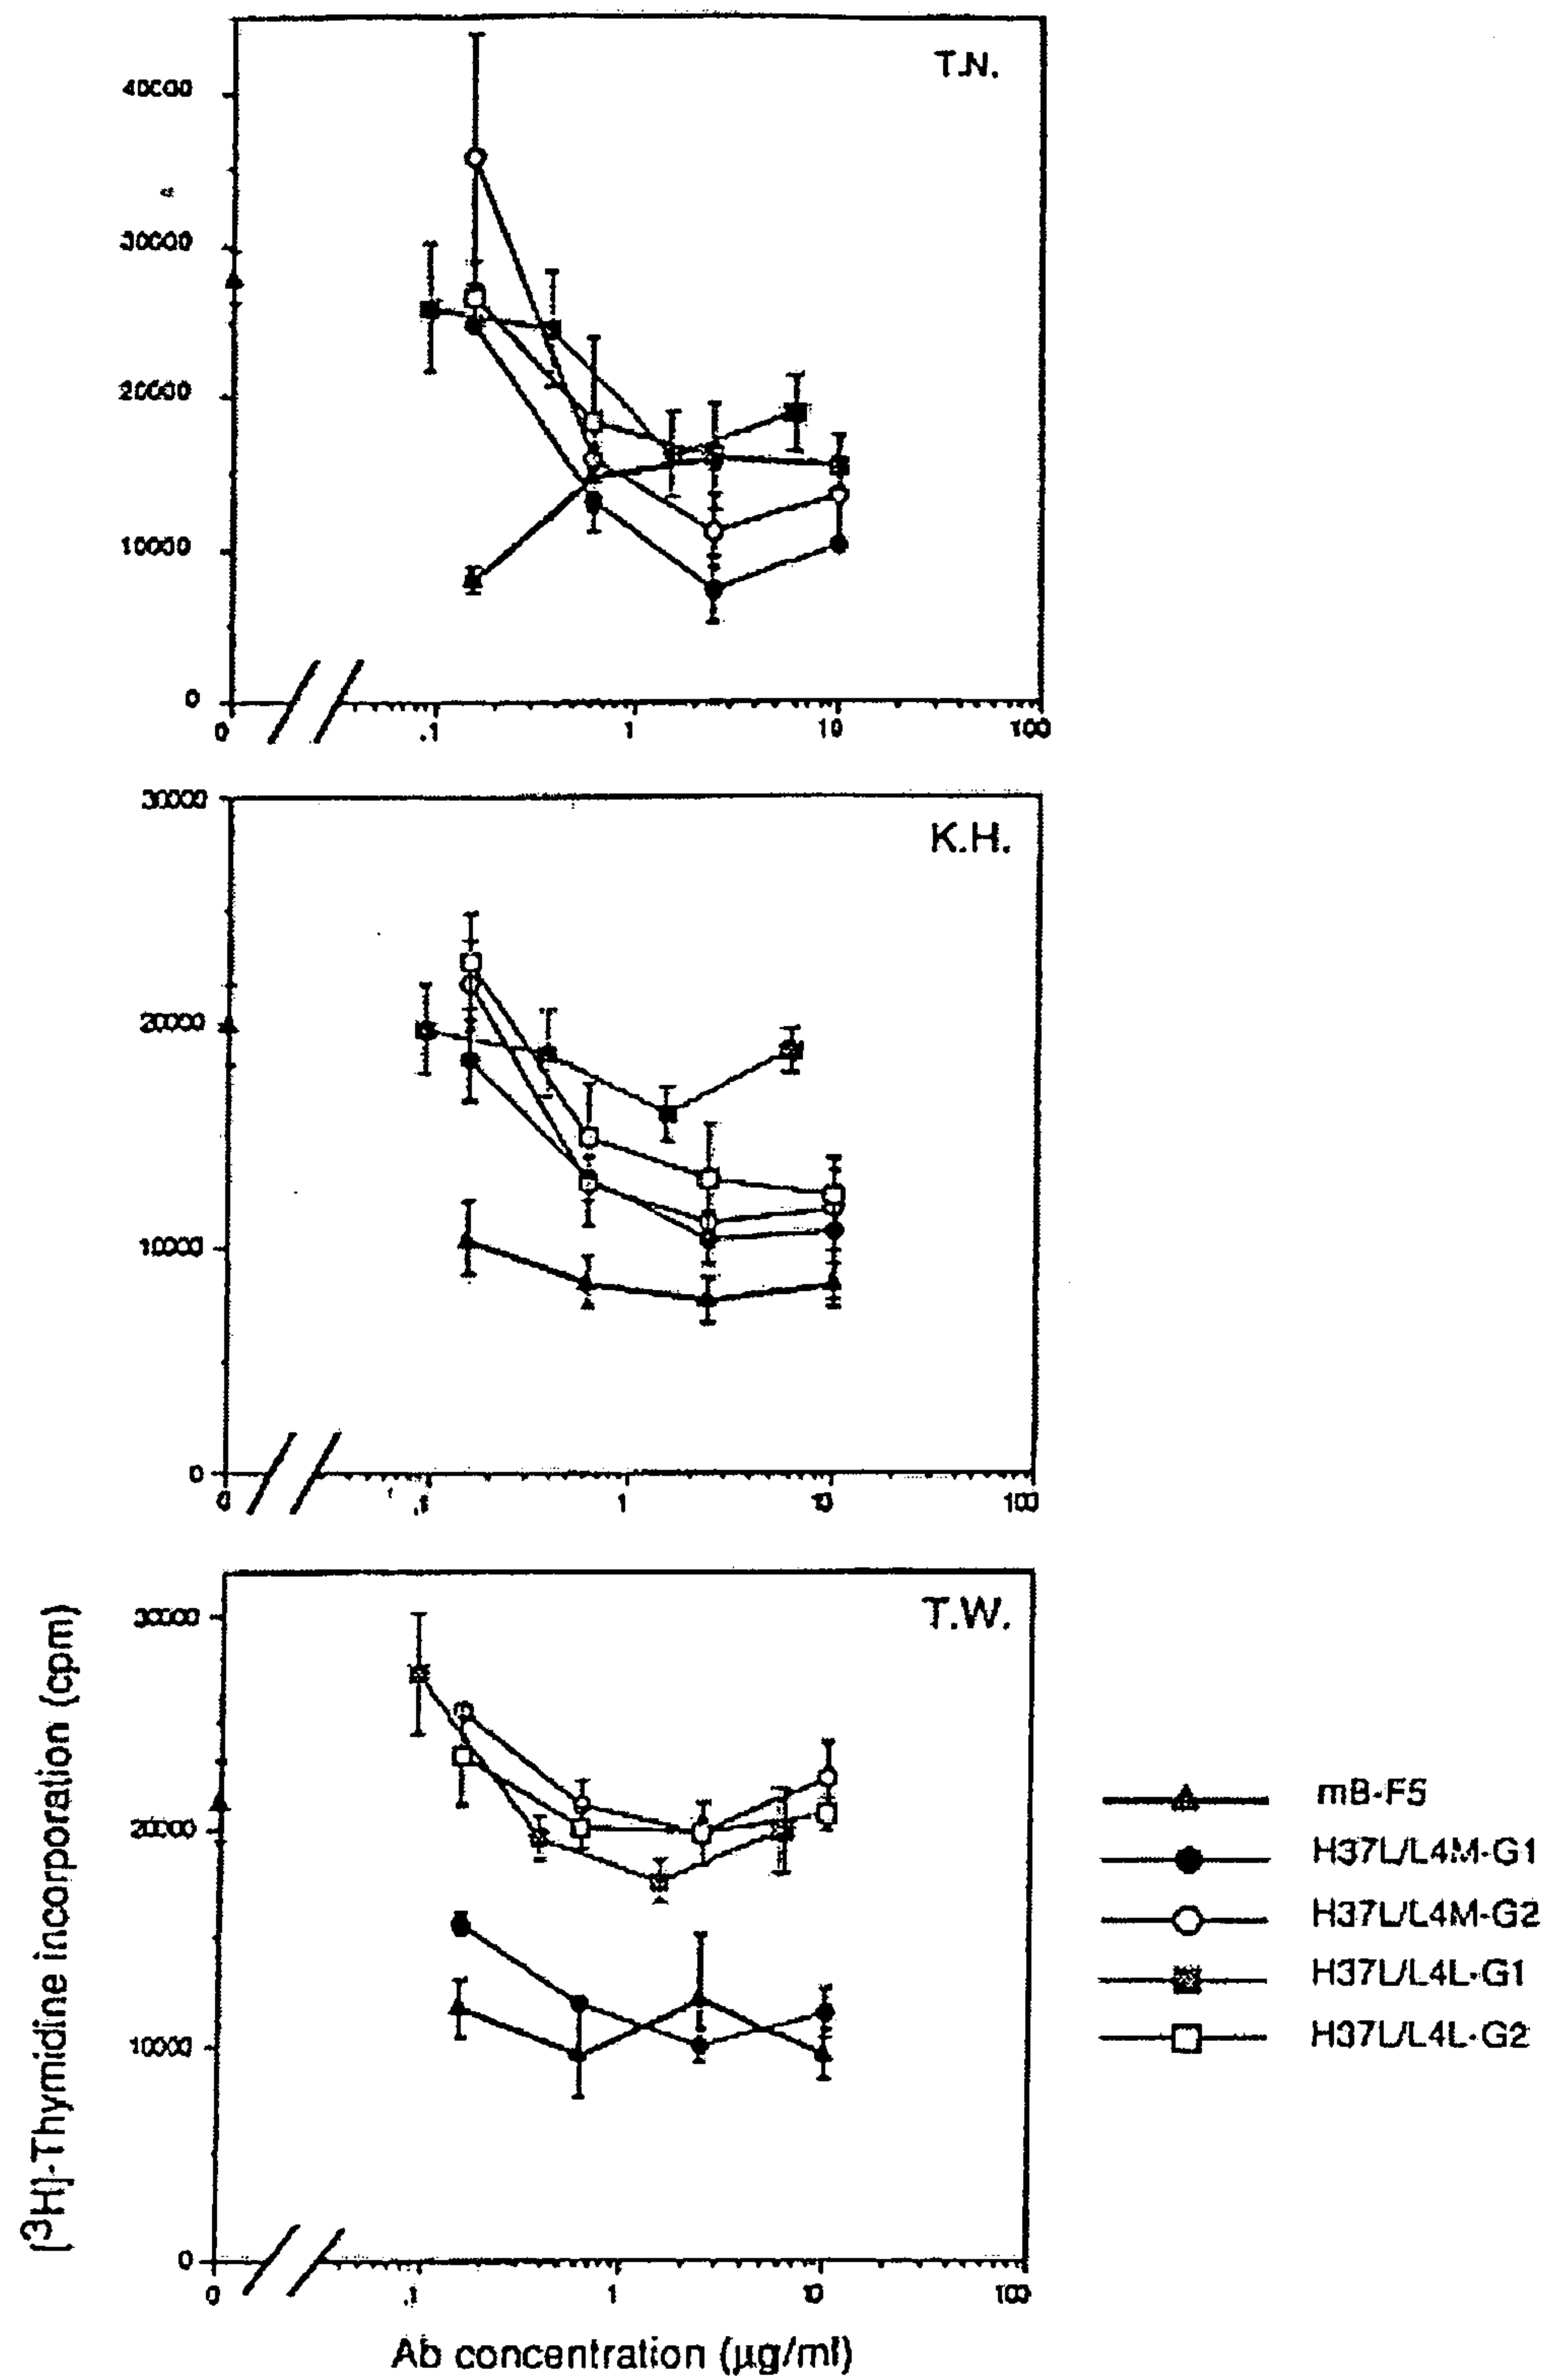 T.N.
40000
30000
20000
10000
0
0 .1 1 10 100
30000
K.H.
20000
10000
0
0 .1 1 10 100
T.W.
30000
20000
10000
0
0 .1 1 10 100
[3H]-Thymidine incorporation (cpm)
Ab concentration (μg/ml)
mB-F5
H37L/L4M-G1
H37L/L4M-G2
H37L/L4L-G1
H37L/L4L-G2